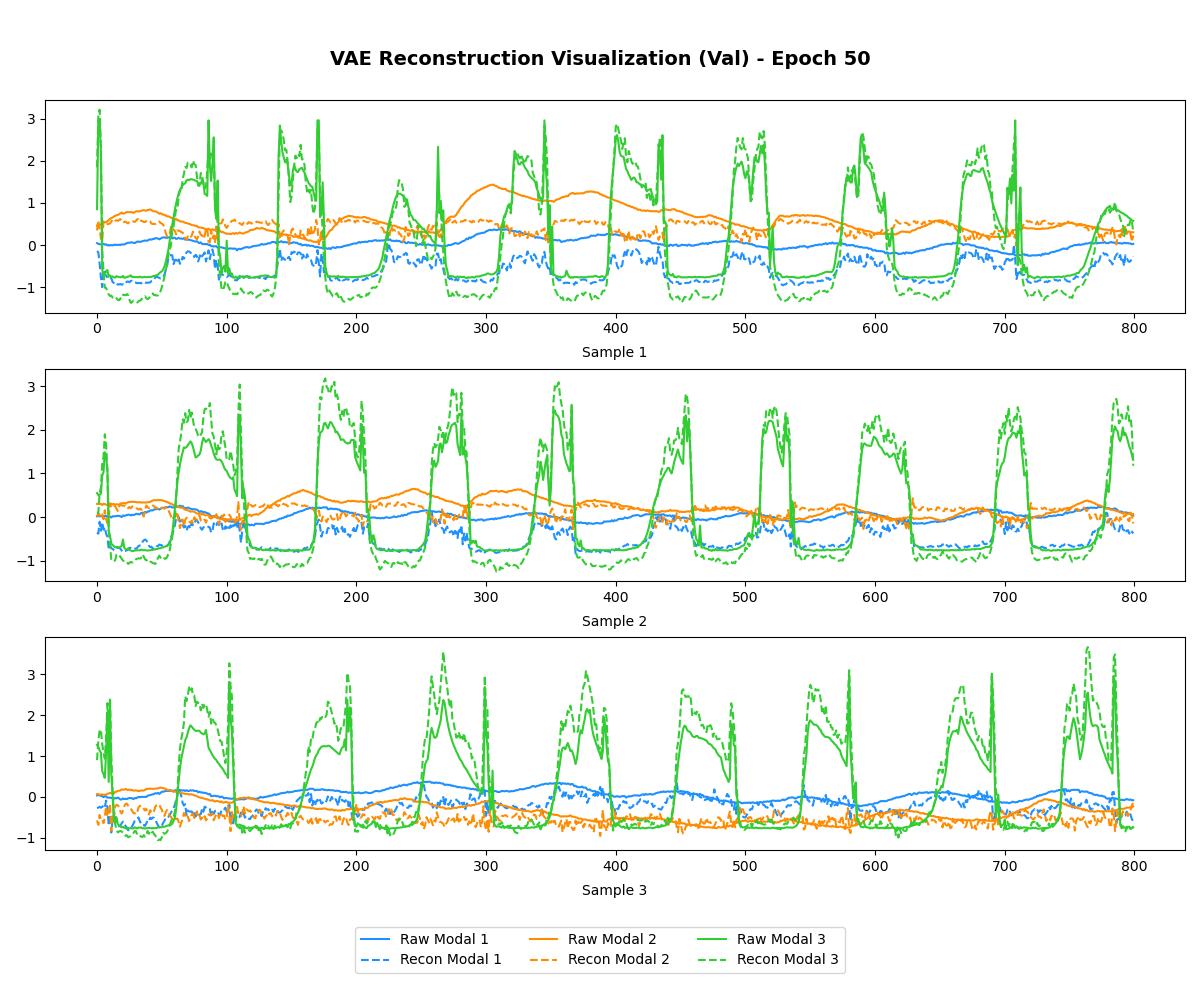 VAE Reconstruction Visualization (Val) - Epoch 50
3
2
1
0
−1
0 100 200 300 400 500 600 700 800
Sample 1
3
2
1
0
−1
0 100 200 300 400 500 600 700 800
Sample 2
3
2
1
0
−1
0 100 200 300 400 500 600 700 800
Sample 3
Raw Modal 1 Raw Modal 2 Raw Modal 3
Recon Modal 1 Recon Modal 2 Recon Modal 3